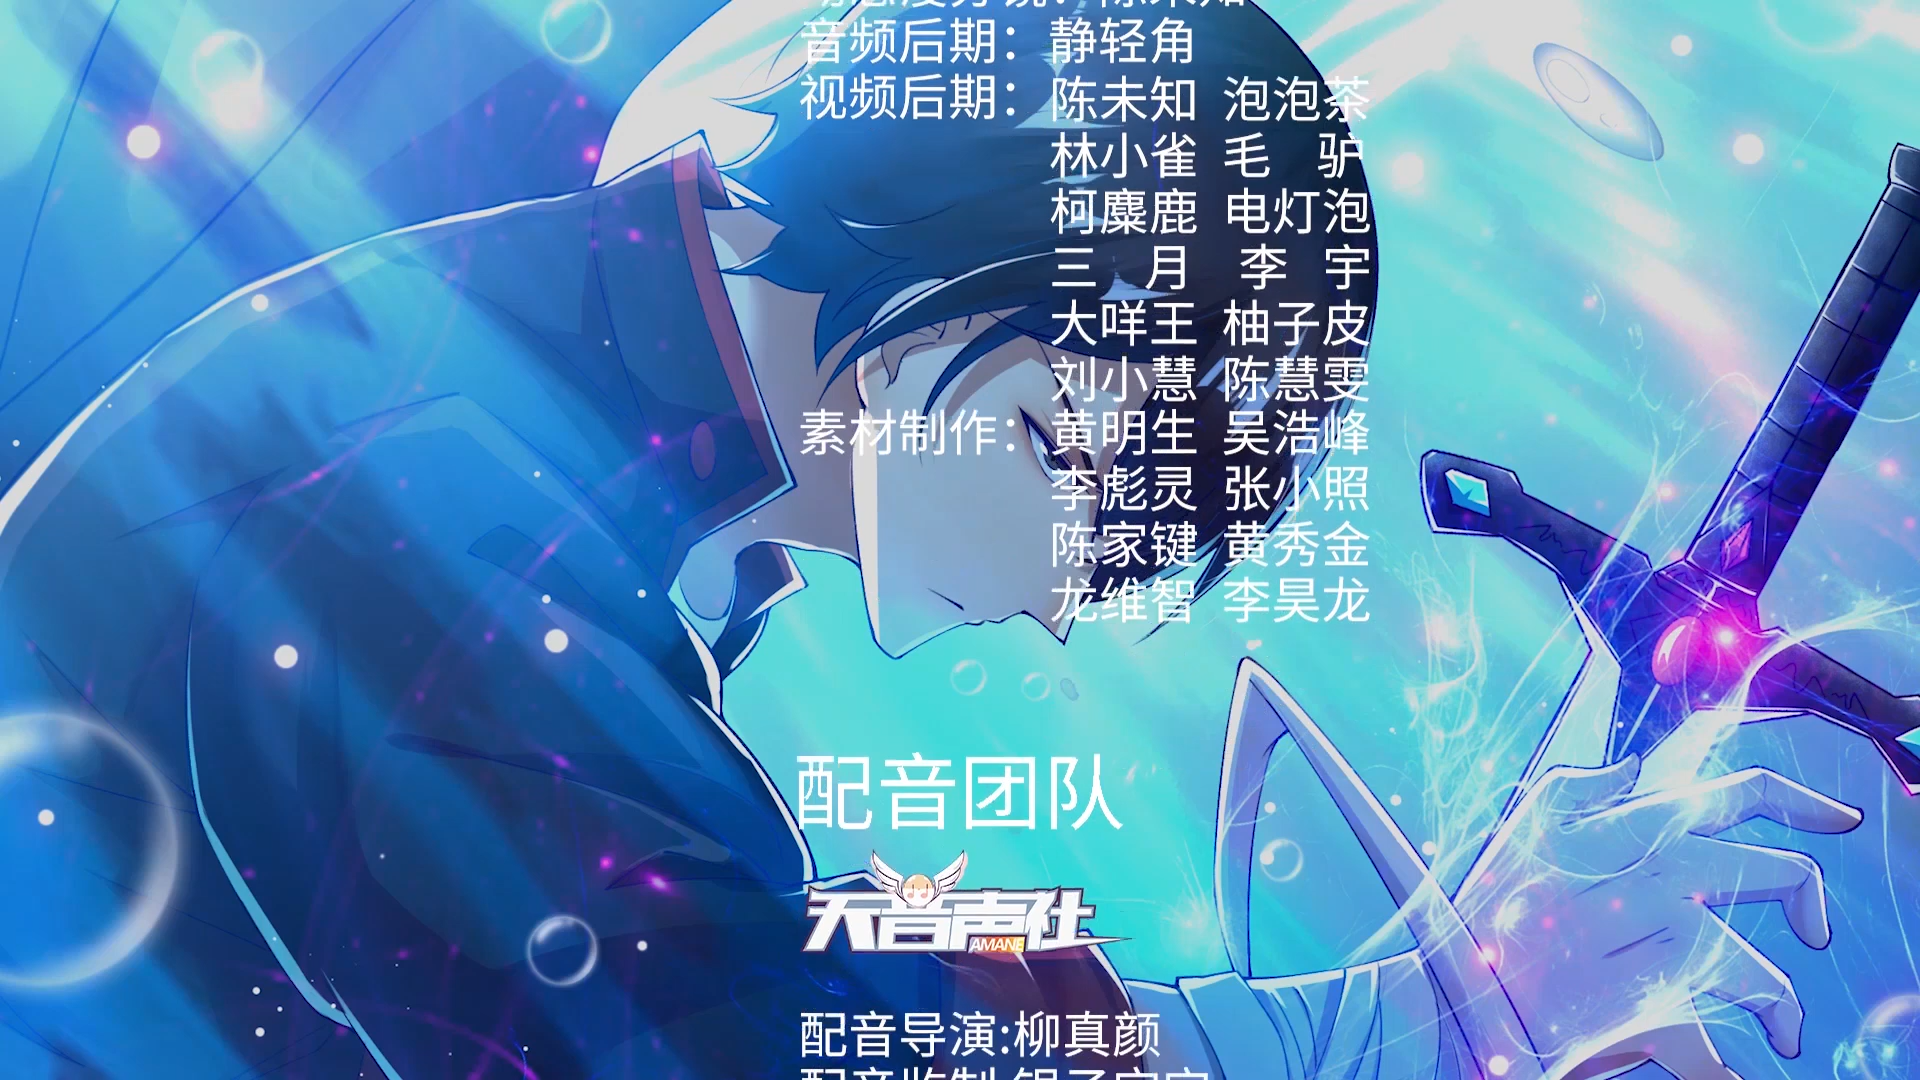 音频后期：静轻角
视频后期：陈未知 泡泡茶
林小雀 毛 驴
柯麋鹿 电灯泡
三 月 李 宇
大咩王 柚子皮
刘小慧 陈慧雯
素材制作：黄明生 吴浩峰
李彪灵 张小照
陈家键 黄秀金
龙维智 李昊龙
配音团队
天音声社
AMANE
配音导演:柳真颜